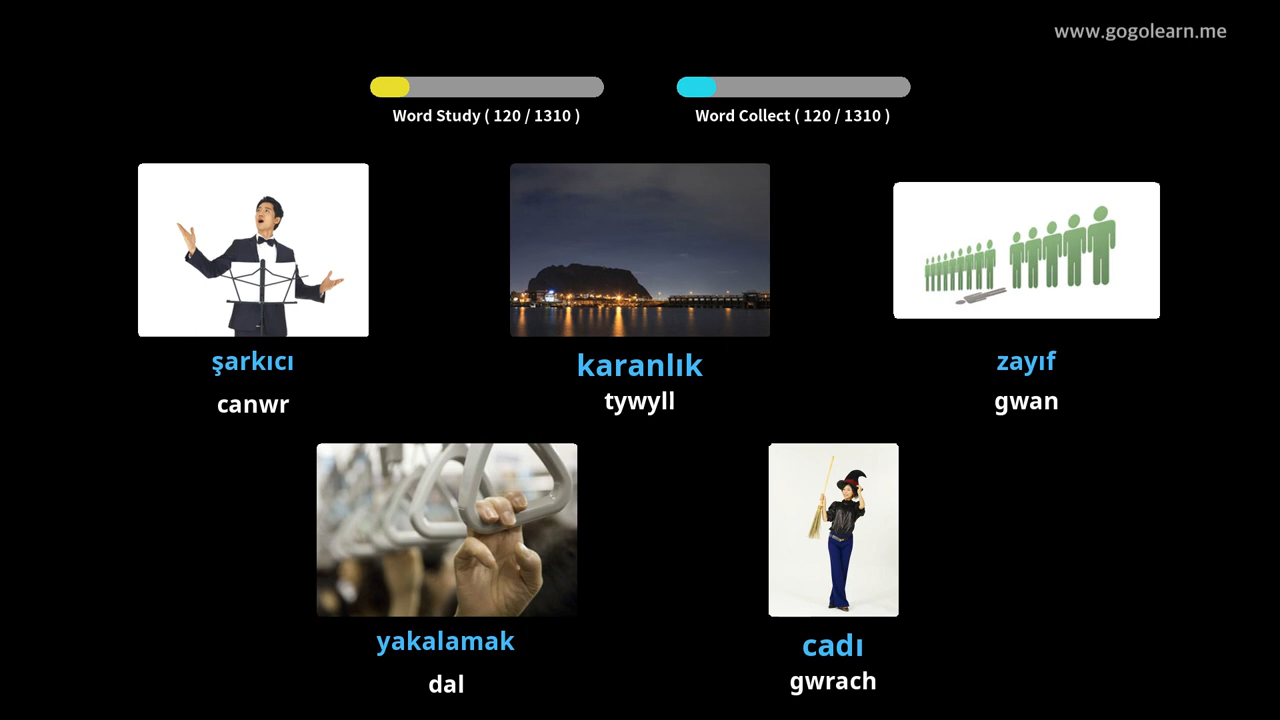 www.gogolearn.me
Word Study ( 120 / 1310 )
Word Collect ( 120 / 1310 )
şarkıcı
canwr
karanlık
tywyll
zayıf
gwan
yakalamak
dal
cadı
gwrach